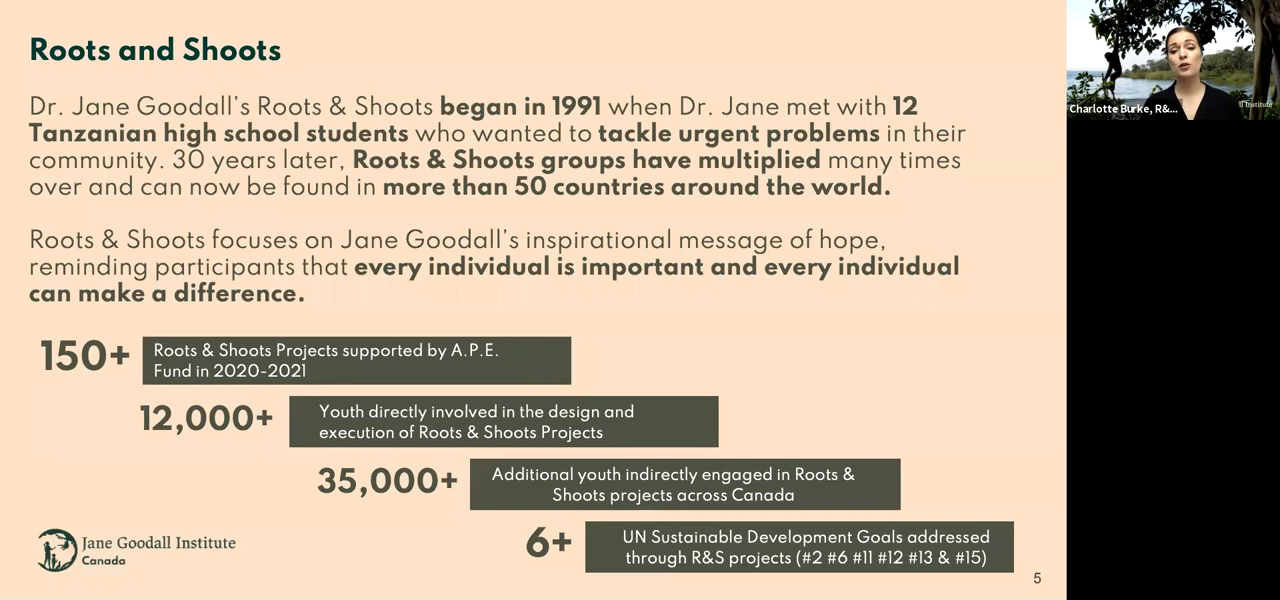 Roots and Shoots
Dr. Jane Goodall's Roots & Shoots began in 1991 when Dr. Jane met with 12
Tanzanian high school students who wanted to tackle urgent problems in their
community. 30 years later, Roots & Shoots groups have multiplied many times
over and can now be found in more than 50 countries around the world.
Roots & Shoots focuses on Jane Goodall's inspirational message of hope,
reminding participants that every individual is important and every individual
can make a difference.
150+
Roots & Shoots Projects supported by A.P.E.
Fund in 2020-2021
12,000+
Youth directly involved in the design and
execution of Roots & Shoots Projects
35,000+
Additional youth indirectly engaged in Roots &
Shoots projects across Canada
6+
UN Sustainable Development Goals addressed
through R&S projects (#2 #6 #11 #12 #13 & #15)
Jane Goodall Institute
Canada
5
Charlotte Burke, R&...
Institute